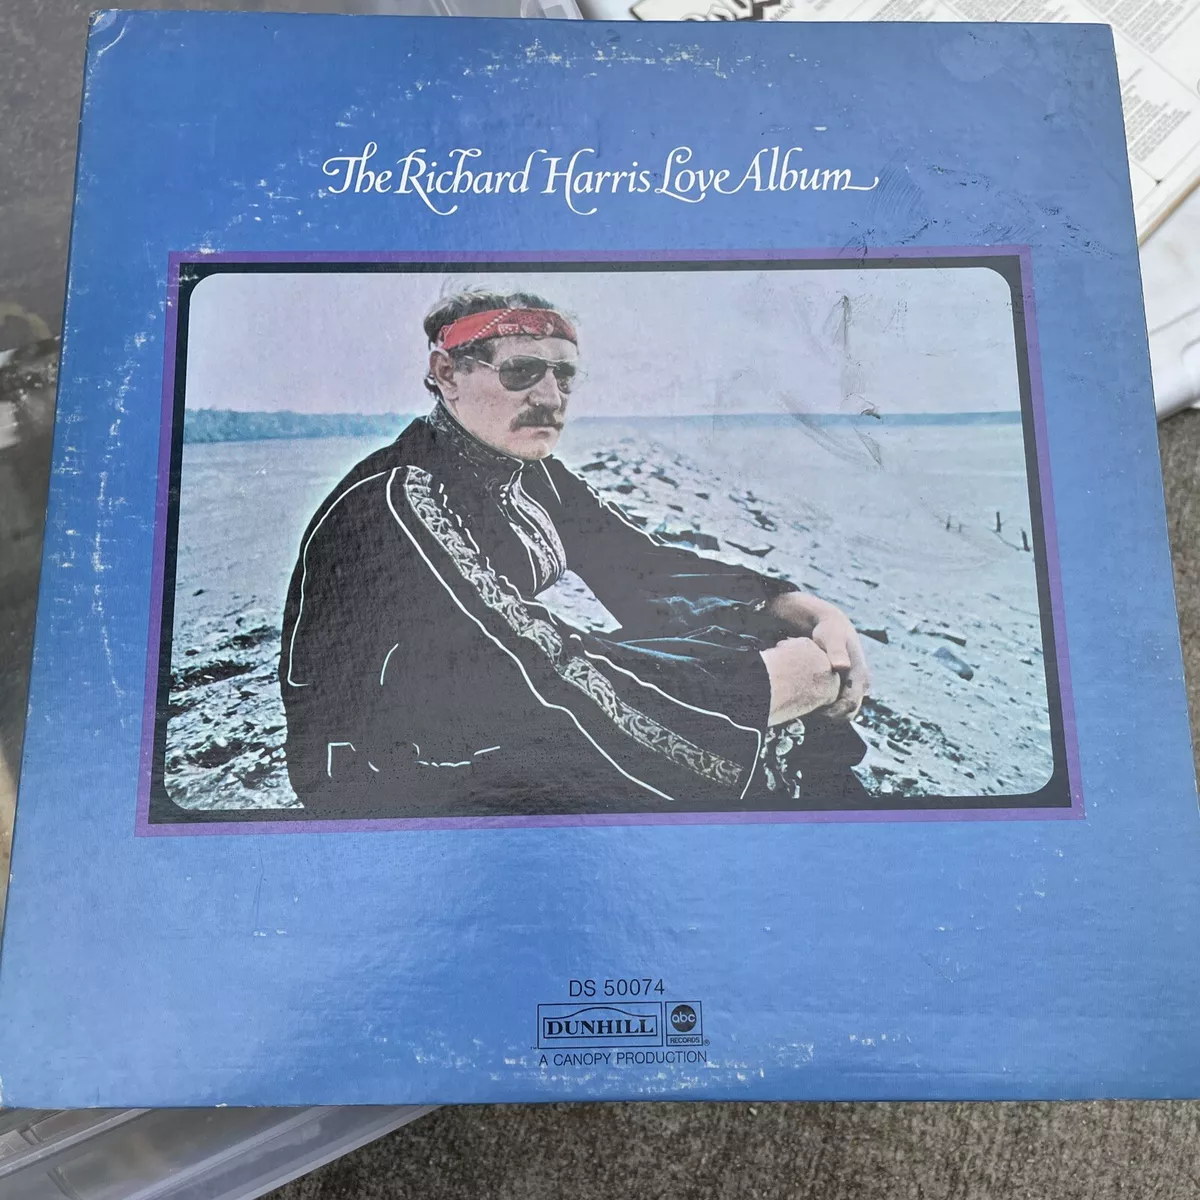 The Richard Harris Love Album
DS 50074
DUNHILL
abc
RECORDS
A CANOPY PRODUCTION